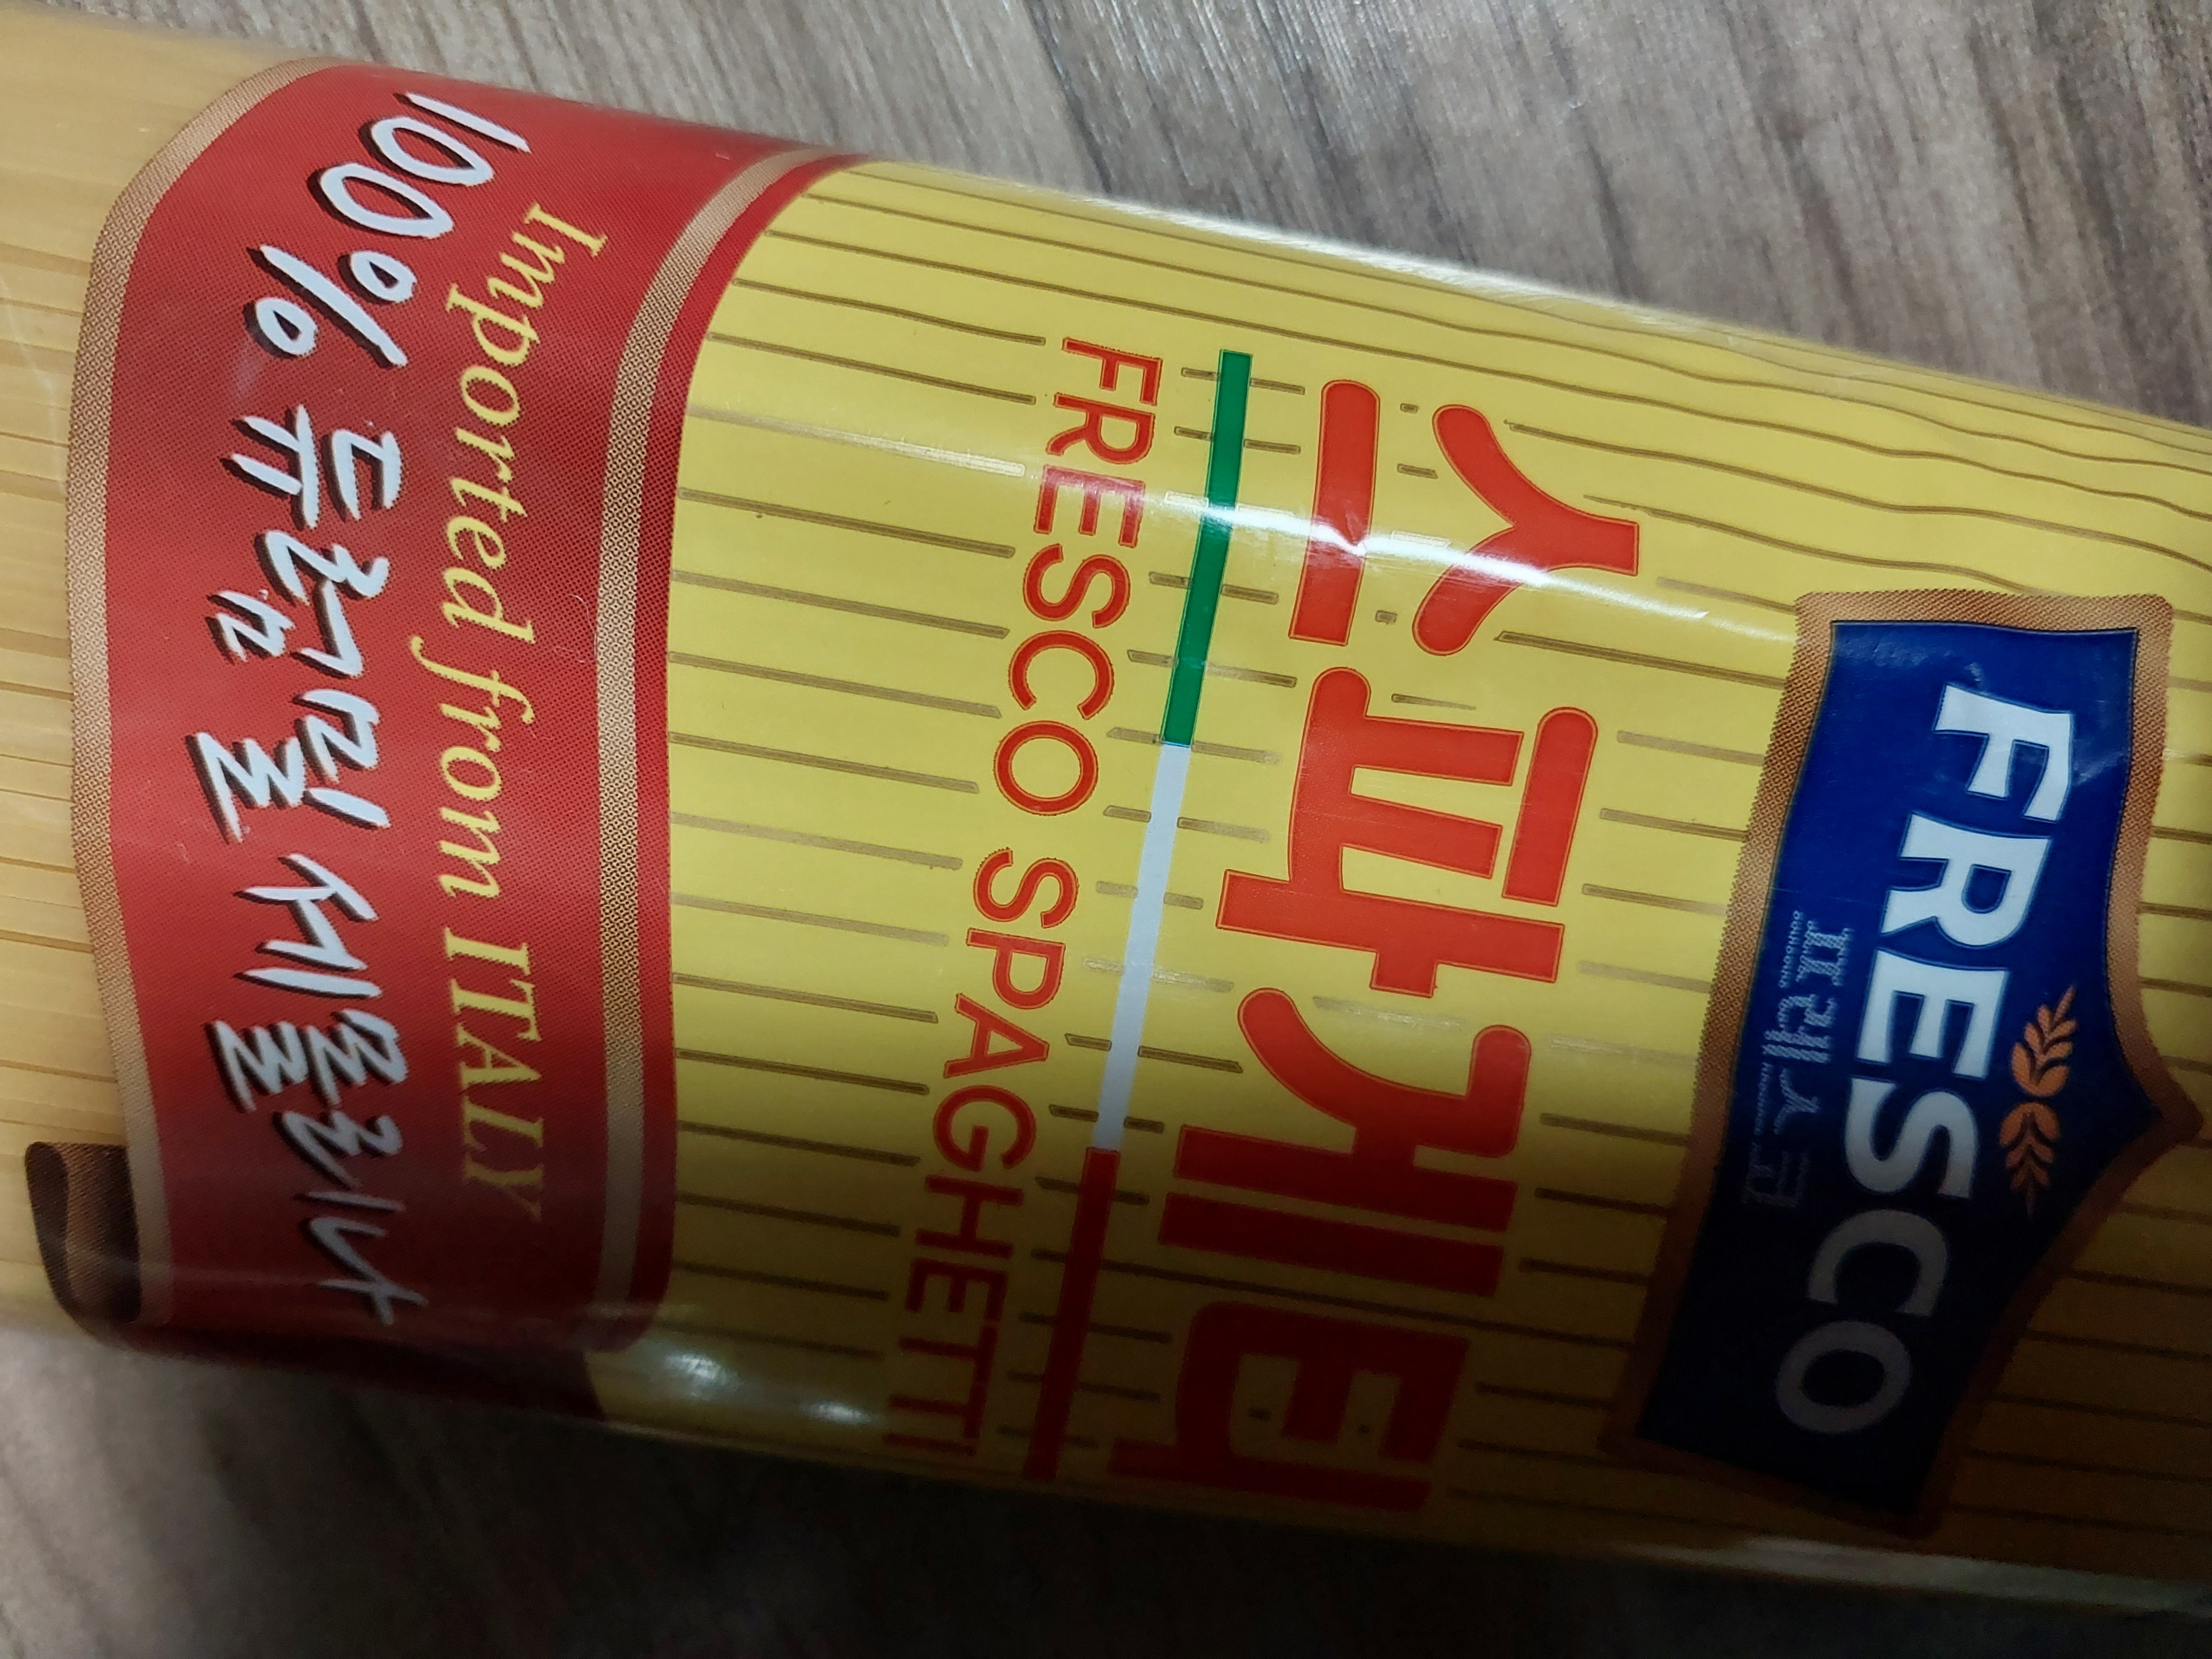 FRESCO
프레스코
스파게티
FRESCO SPAGHETTI
Imported from ITALY
100% 듀럼밀 세몰리나